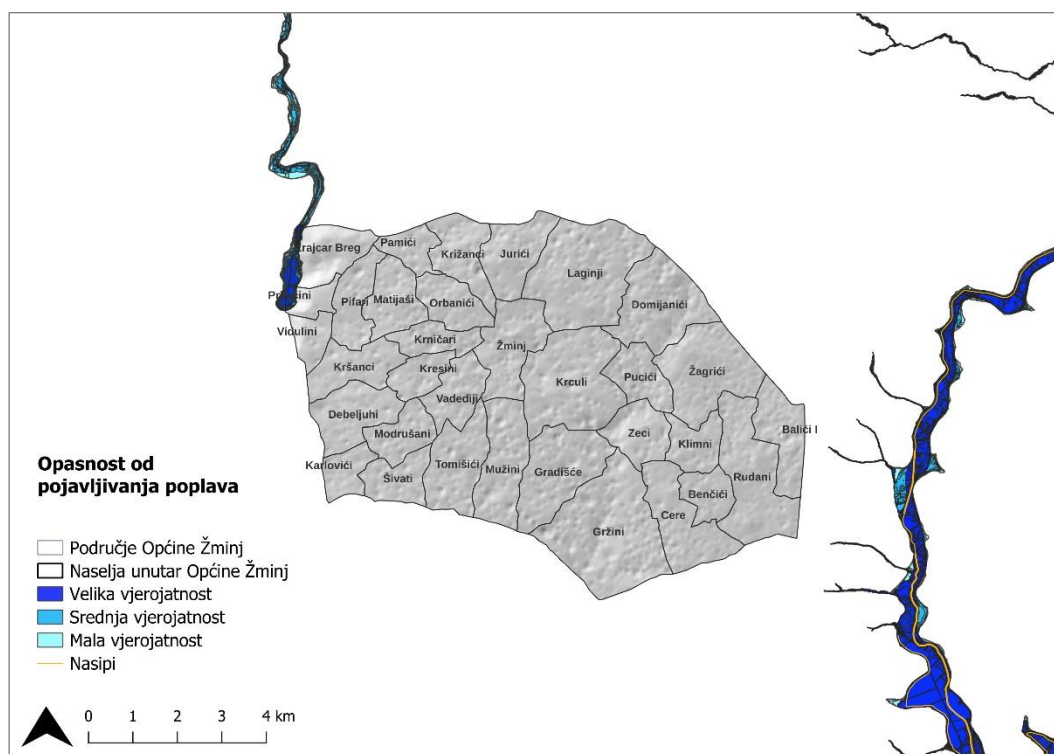 Krajcar Breg
Pamići
Križanci
Jurići
Laginji
Pifari
Matijaši
Orbanići
Domijanići
Vidulini
Krničari
Žminj
Kršanci
Kresini
Krculi
Pucići
Žagrići
Vadediji
Debeljuhi
Modrušani
Zeci
Klimni
Balići I
Karlovići
Šivati
Tomišići
Mužini
Gradišće
Rudani
Benčići
Cere
Gržini
Opasnost od
pojavljivanja poplava
Područje Općine Žminj
Naselja unutar Općine Žminj
Velika vjerojatnost
Srednja vjerojatnost
Mala vjerojatnost
Nasipi
0 1 2 3 4 km